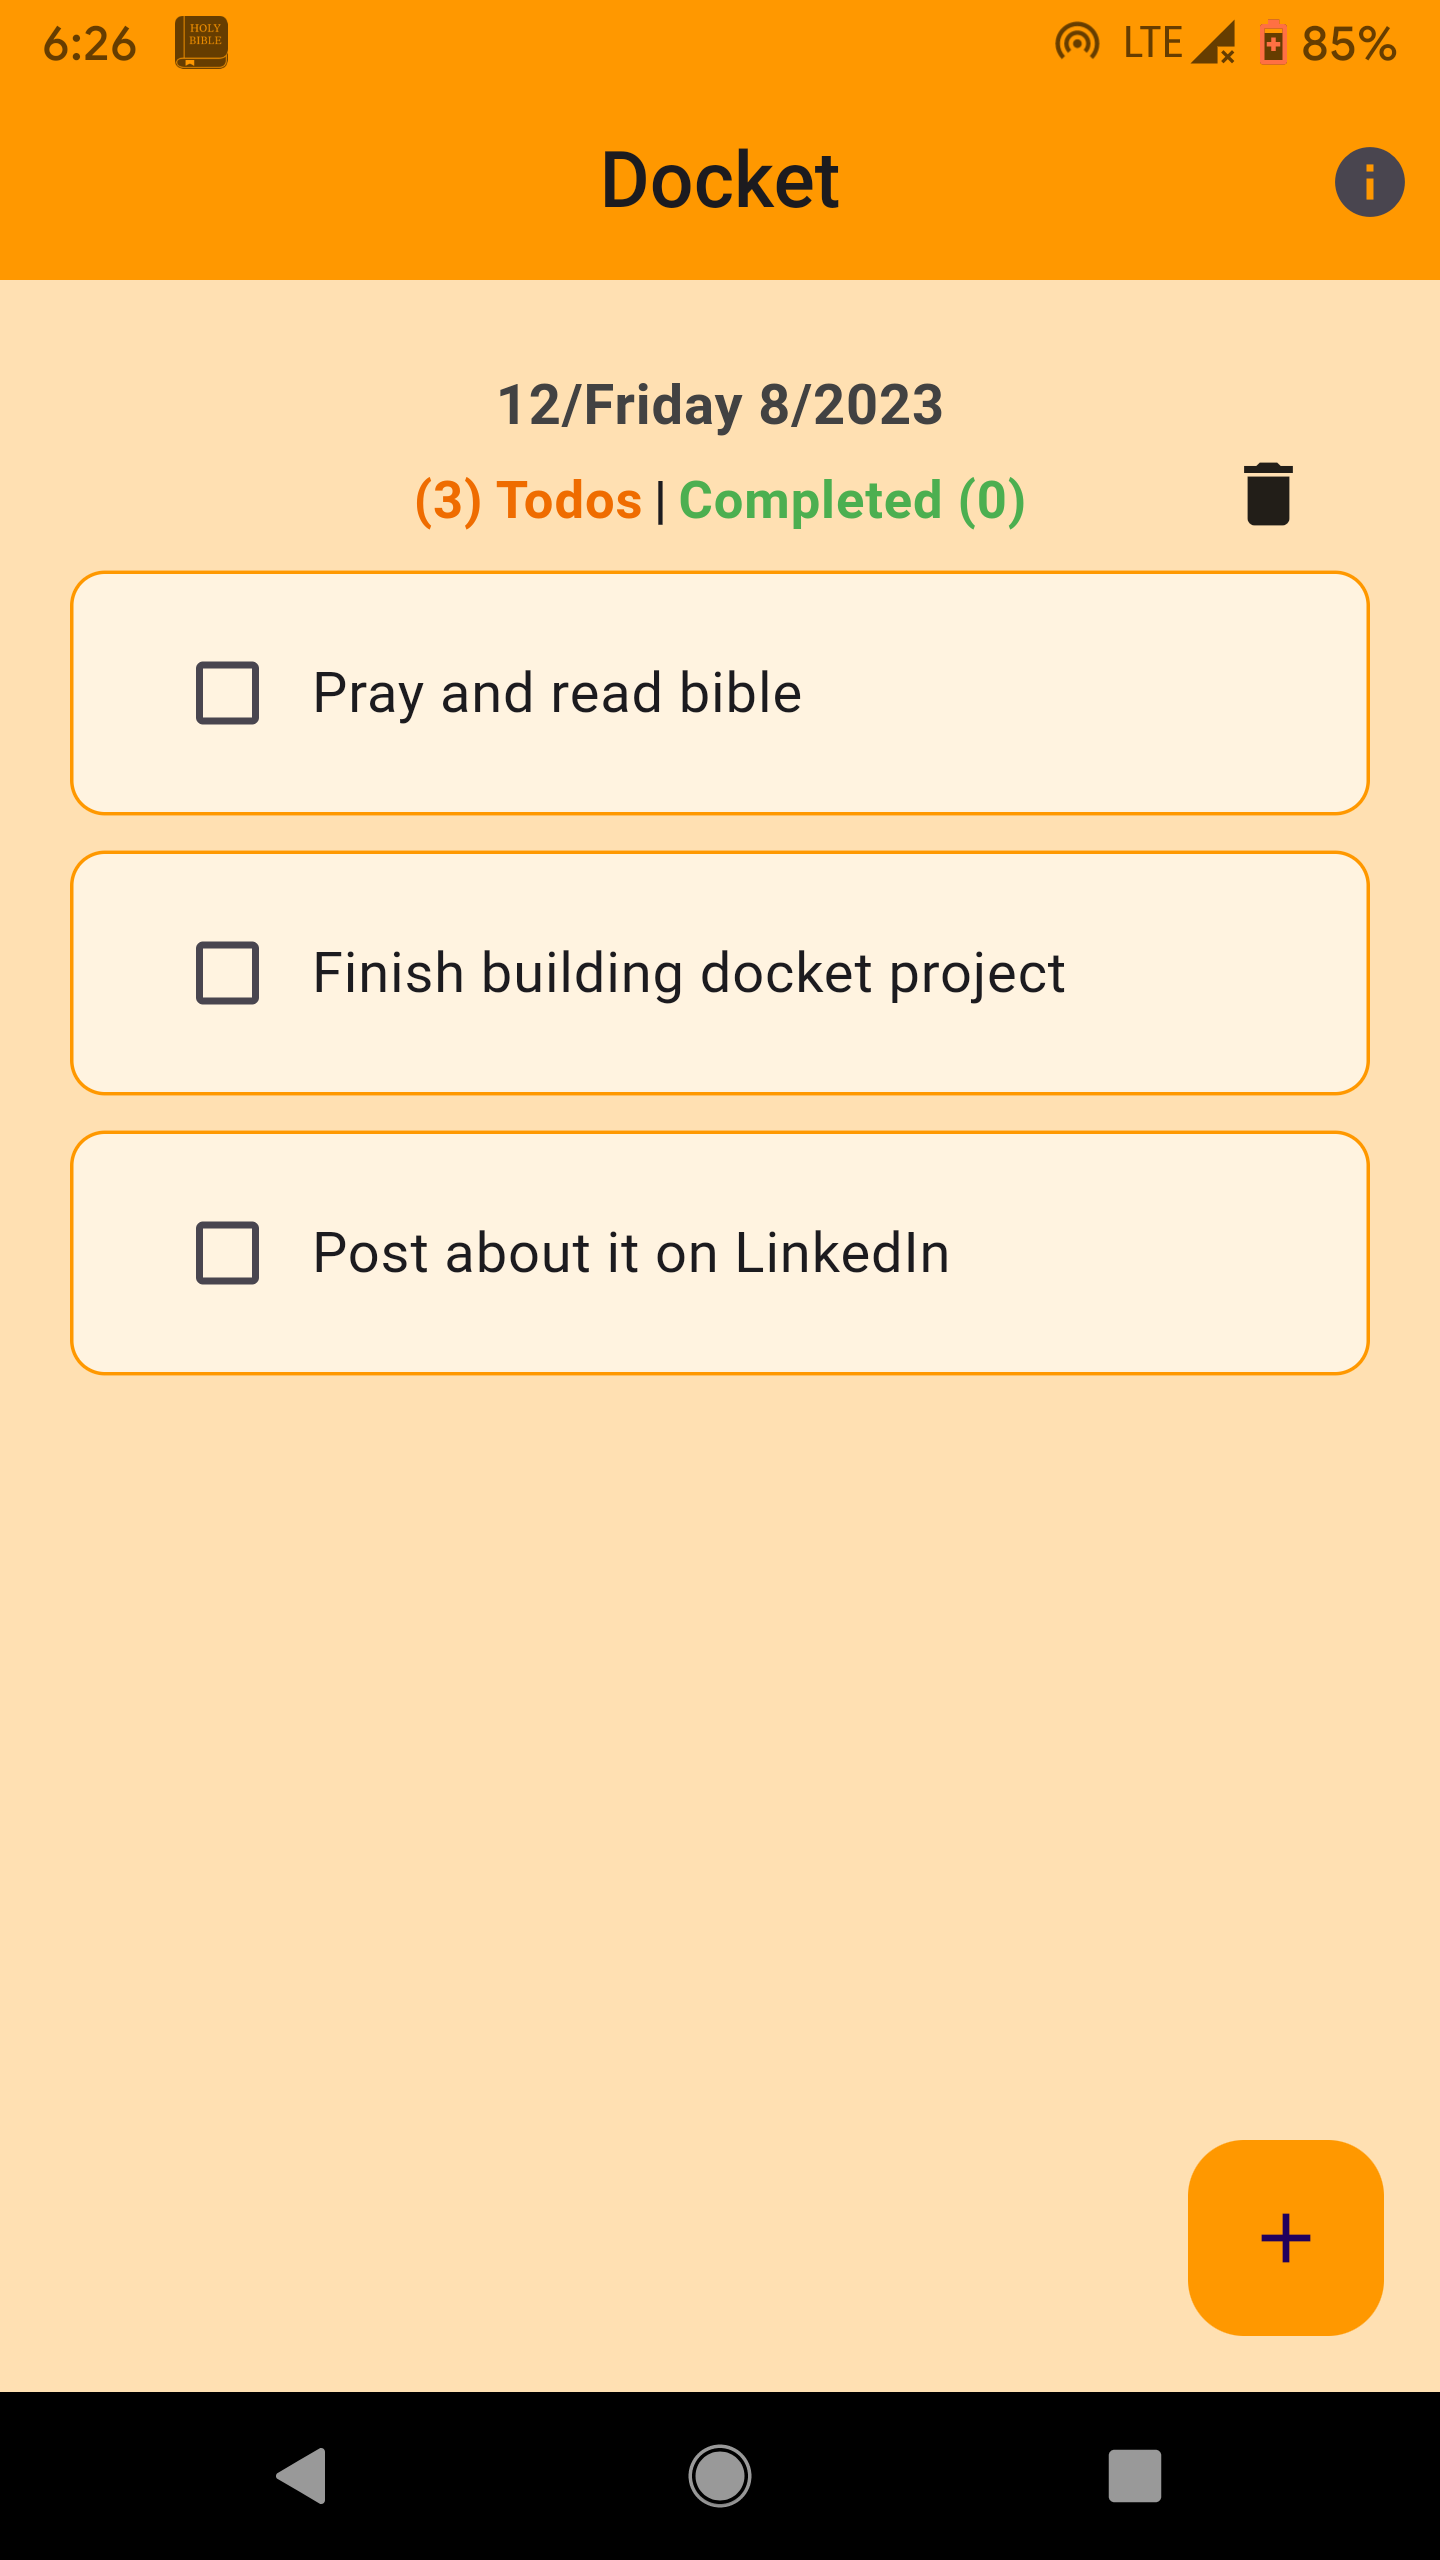 6:26 HOLY BIBLE LTE 85%
Docket
12/Friday 8/2023
(3) Todos | Completed (0)
Pray and read bible
Finish building docket project
Post about it on LinkedIn